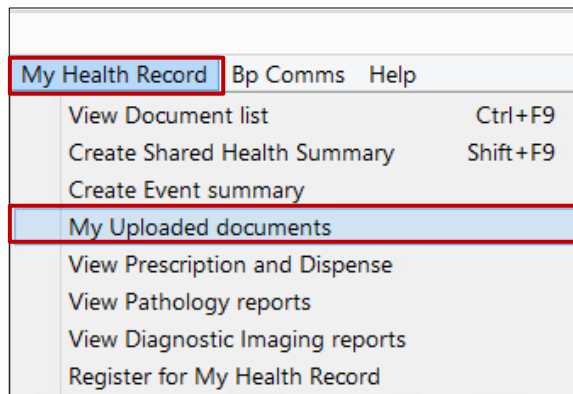 My Health Record Bp Comms Help
View Document list Ctrl+F9
Create Shared Health Summary Shift+F9
Create Event summary
My Uploaded documents
View Prescription and Dispense
View Pathology reports
View Diagnostic Imaging reports
Register for My Health Record